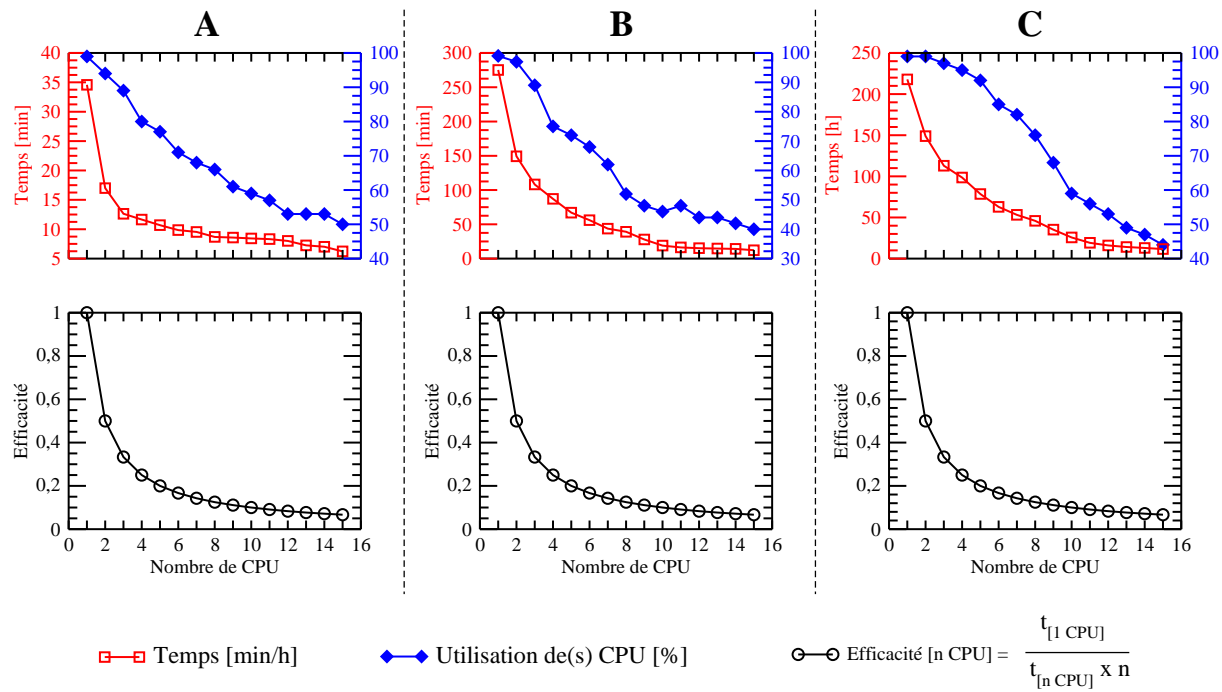 A B C
40 35 30 25 20 15 10 5
Temps [min]
100 90 80 70 60 50 40
300 250 200 150 100 50 0
Temps [min]
100 90 80 70 60 50 40 30
250 200 150 100 50 0
Temps [h]
100 90 80 70 60 50 40
1 0,8 0,6 0,4 0,2 0
Efficacité
0 2 4 6 8 10 12 14 16
Nombre de CPU
1 0,8 0,6 0,4 0,2 0
Efficacité
0 2 4 6 8 10 12 14 16
Nombre de CPU
1 0,8 0,6 0,4 0,2 0
Efficacité
0 2 4 6 8 10 12 14 16
Nombre de CPU
Temps [min/h]
Utilisation de(s) CPU [%]
Efficacité [n CPU] =
t[1 CPU]
t[n CPU] x n